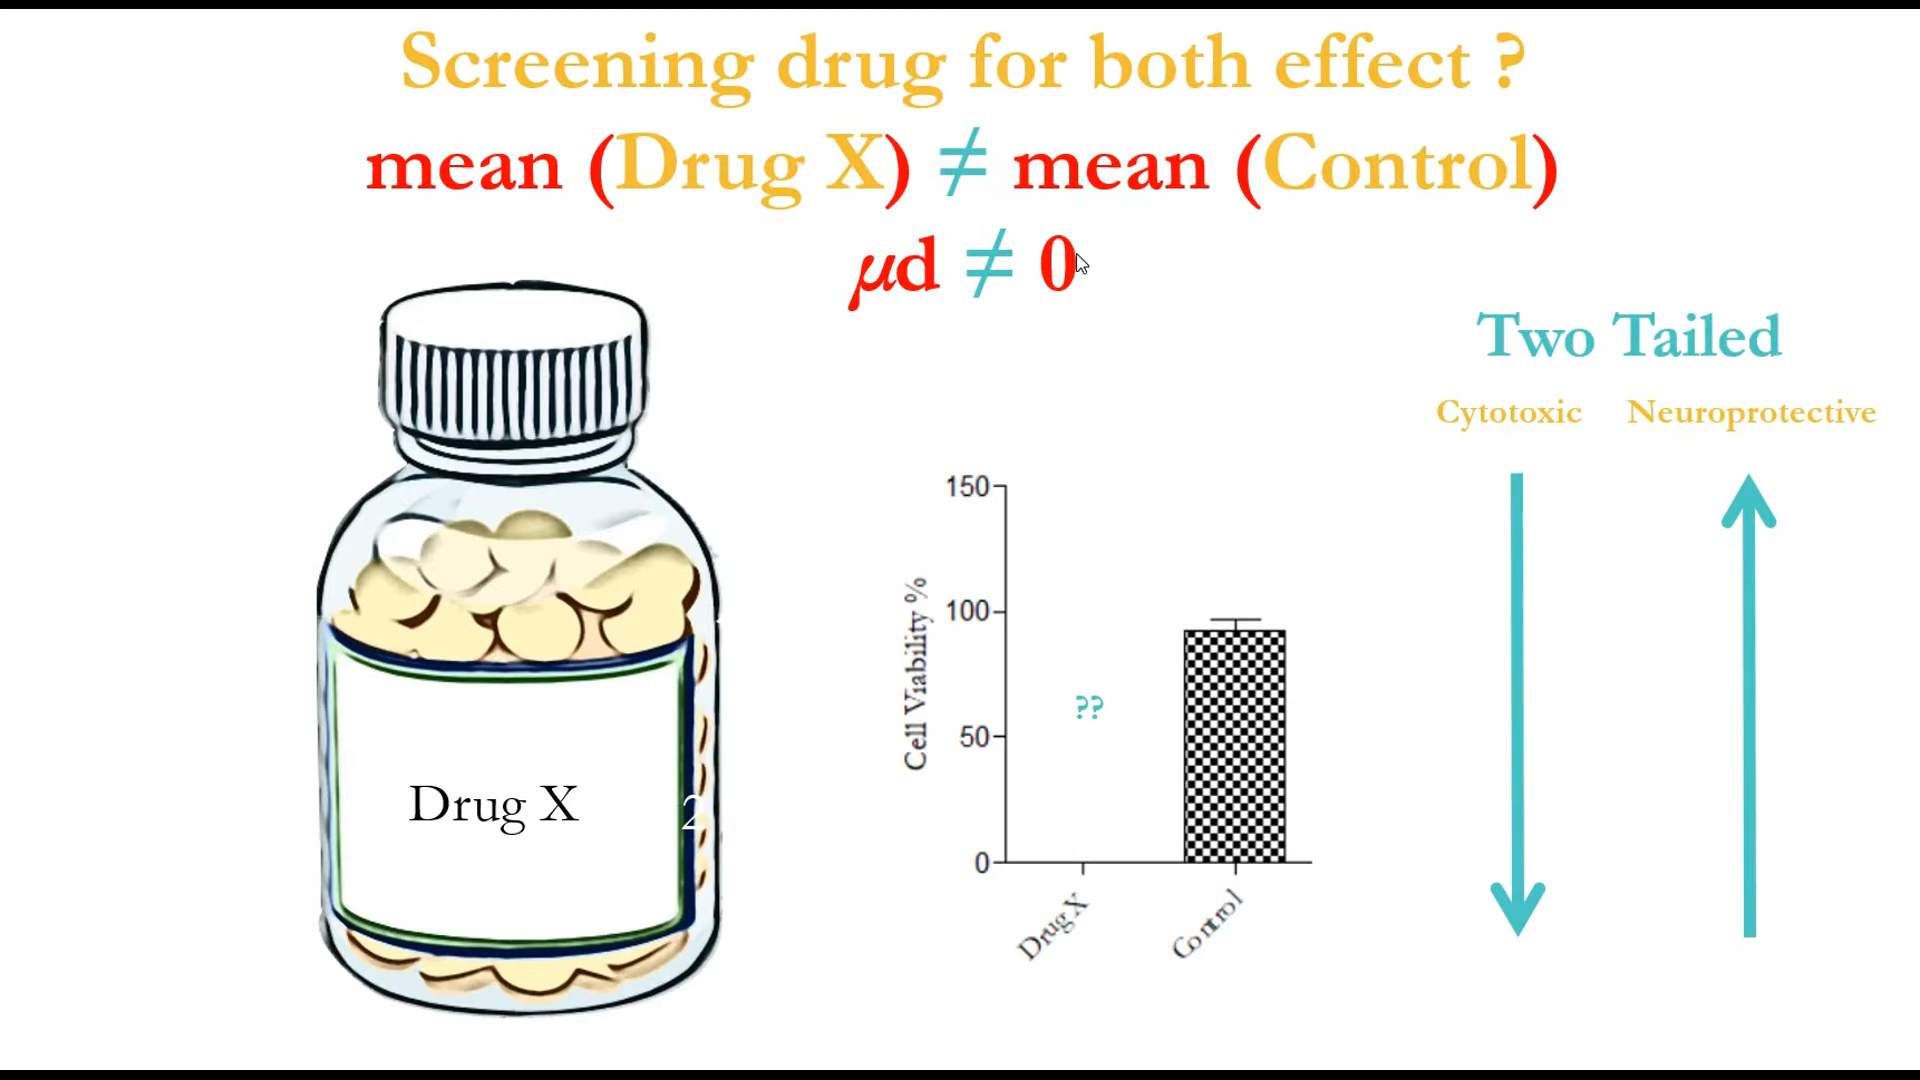 Screening drug for both effect ?
mean (Drug X) ≠ mean (Control)
μd ≠ 0
Two Tailed
Cytotoxic Neuroprotective
Drug X
2
Cell Viability %
150
100
50
0
??
Drug X
Control